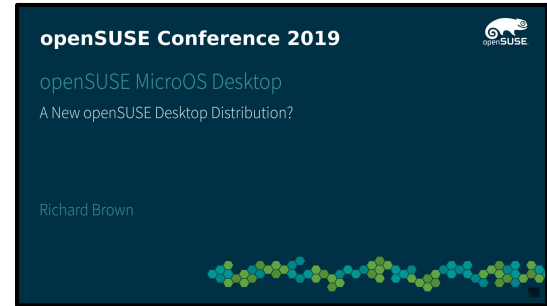 openSUSE Conference 2019
openSUSE
openSUSE MicroOS Desktop
A New openSUSE Desktop Distribution?
Richard Brown